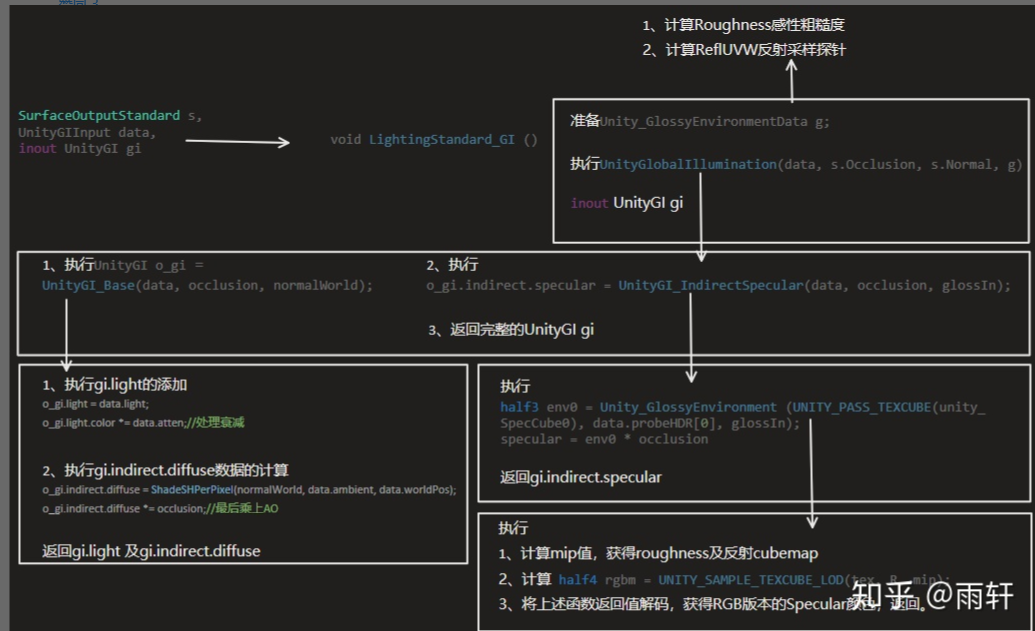 1、计算Roughness感性粗糙度
2、计算ReflUVW反射采样探针
SurfaceOutputStandard s,
UnityGIInput data,
inout UnityGI gi
void LightingStandard_GI ()
准备Unity_GlossyEnvironmentData g;
执行UnityGlobalIllumination(data, s.Occlusion, s.Normal, g)
inout UnityGI gi
1、执行UnityGI o_gi =
UnityGI_Base(data, occlusion, normalWorld);
2、执行
o_gi.indirect.specular = UnityGI_IndirectSpecular(data, occlusion, glossIn);
3、返回完整的UnityGI gi
1、执行gi.light的添加
o_gi.light = data.light;
o_gi.light.color *= data.atten;//处理衰减
2、执行gi.indirect.diffuse数据的计算
o_gi.indirect.diffuse = ShadeSHPerPixel(normalWorld, data.ambient, data.worldPos);
o_gi.indirect.diffuse *= occlusion;//最后乘上AO
返回gi.light 及gi.indirect.diffuse
执行
half3 env0 = Unity_GlossyEnvironment (UNITY_PASS_TEXCUBE(unity_
SpecCube0), data.probeHDR[0], glossIn);
specular = env0 * occlusion
返回gi.indirect.specular
执行
1、计算mip值，获得roughness及反射cubemap
2、计算 half4 rgbm = UNITY_SAMPLE_TEXCUBE_LOD(tex, R, mip);
3、将上述函数返回值解码，获得RGB版本的Specular颜色，返回。
知乎 @雨轩